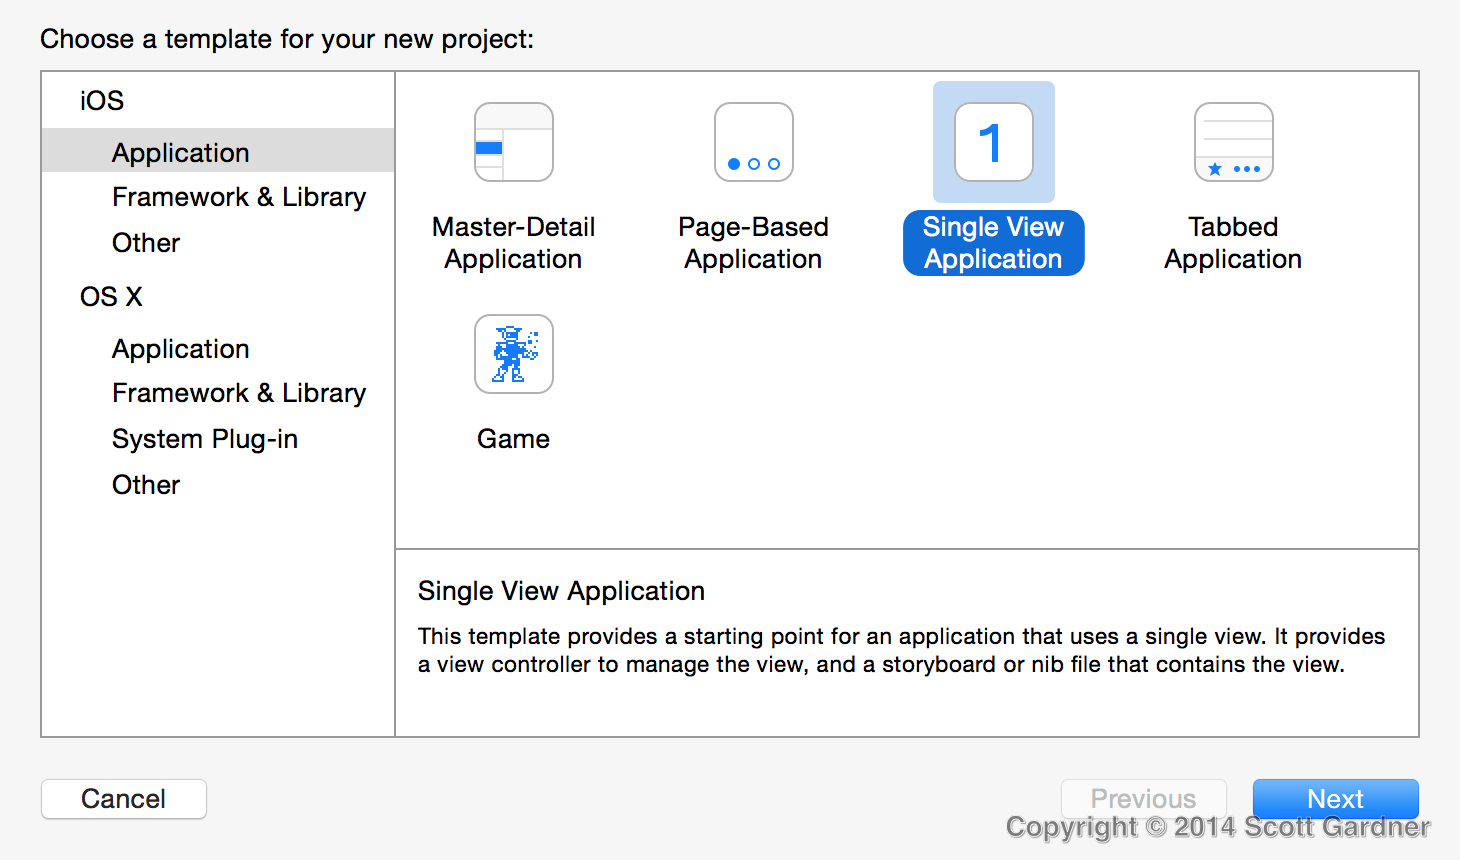 Choose a template for your new project:
iOS
Application
Framework & Library
Other
OS X
Application
Framework & Library
System Plug-in
Other
Master-Detail
Application
Page-Based
Application
1
Single View
Application
Tabbed
Application
Game
Single View Application
This template provides a starting point for an application that uses a single view. It provides
a view controller to manage the view, and a storyboard or nib file that contains the view.
Cancel
Previous
Next
Copyright © 2014 Scott Gardner